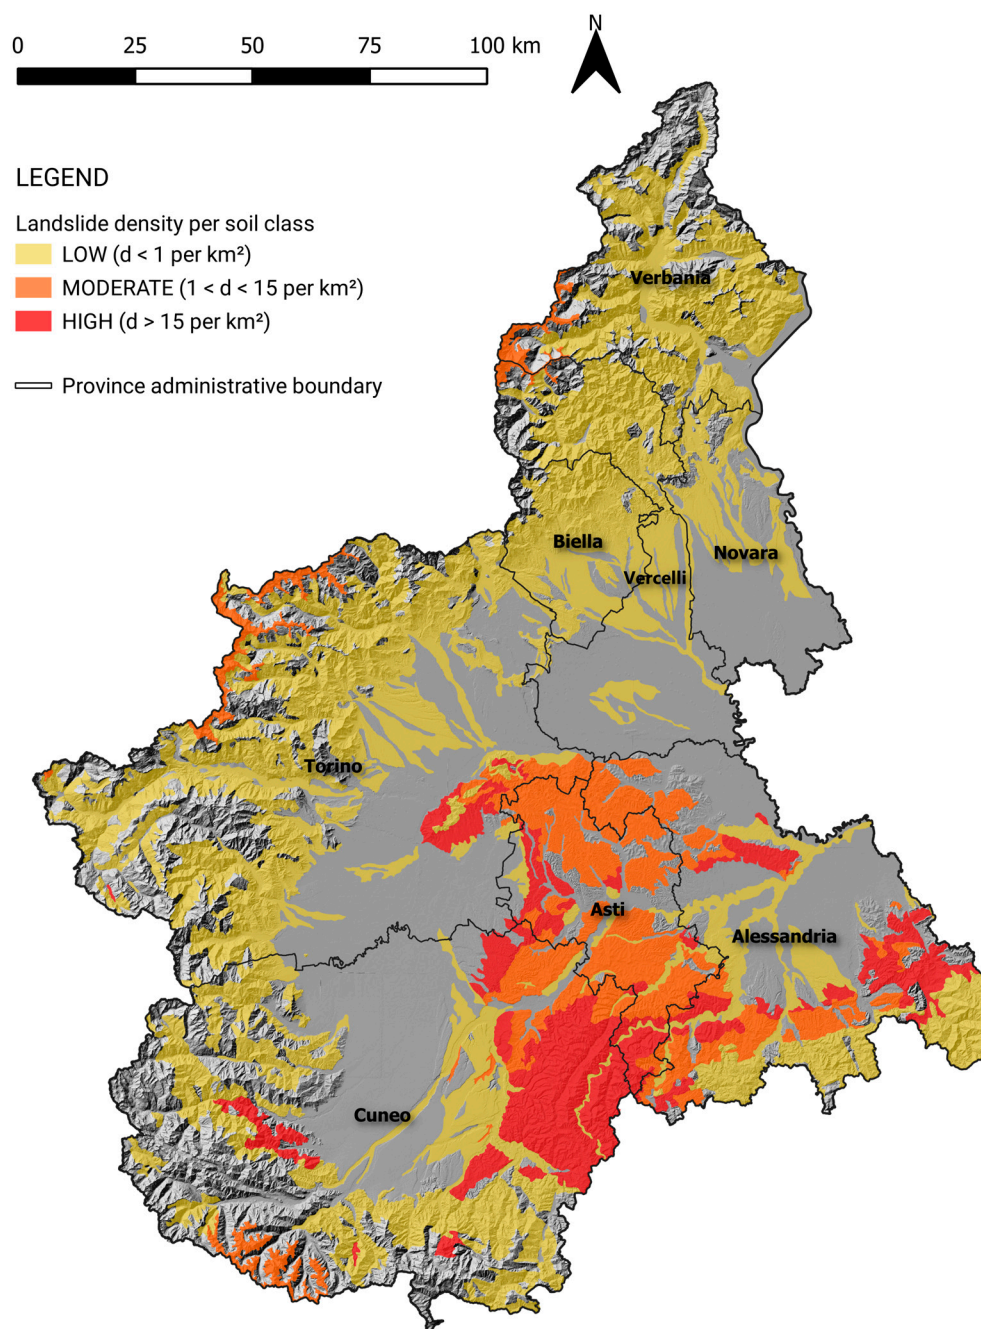 0 25 50 75 100 km
N
LEGEND
Landslide density per soil class
LOW (d < 1 per km²)
MODERATE (1 < d < 15 per km²)
HIGH (d > 15 per km²)
Province administrative boundary
Verbania
Biella
Novara
Vercelli
Torino
Asti
Alessandria
Cuneo